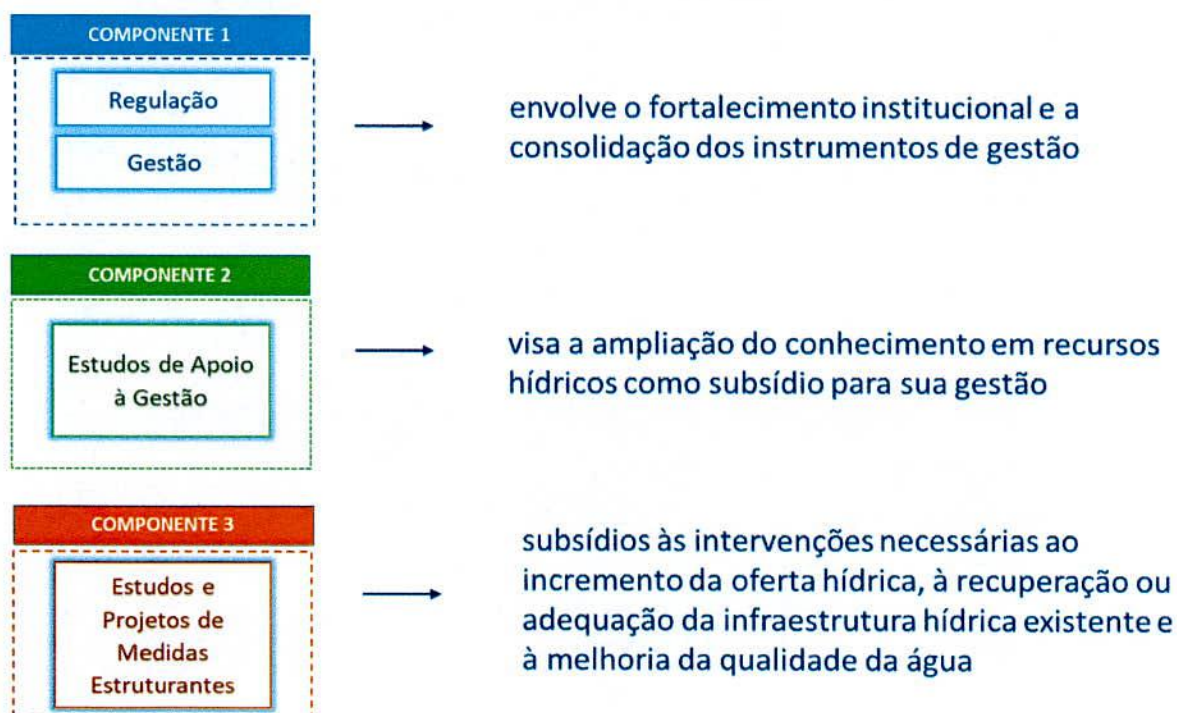 COMPONENTE 1
Regulação
Gestão
envolve o fortalecimento institucional e a
consolidação dos instrumentos de gestão
COMPONENTE 2
Estudos de Apoio
à Gestão
visa a ampliação do conhecimento em recursos
hídricos como subsídio para sua gestão
COMPONENTE 3
Estudos e
Projetos de
Medidas
Estruturantes
subsídios às intervenções necessárias ao
incremento da oferta hídrica, à recuperação ou
adequação da infraestrutura hídrica existente e
à melhoria da qualidade da água